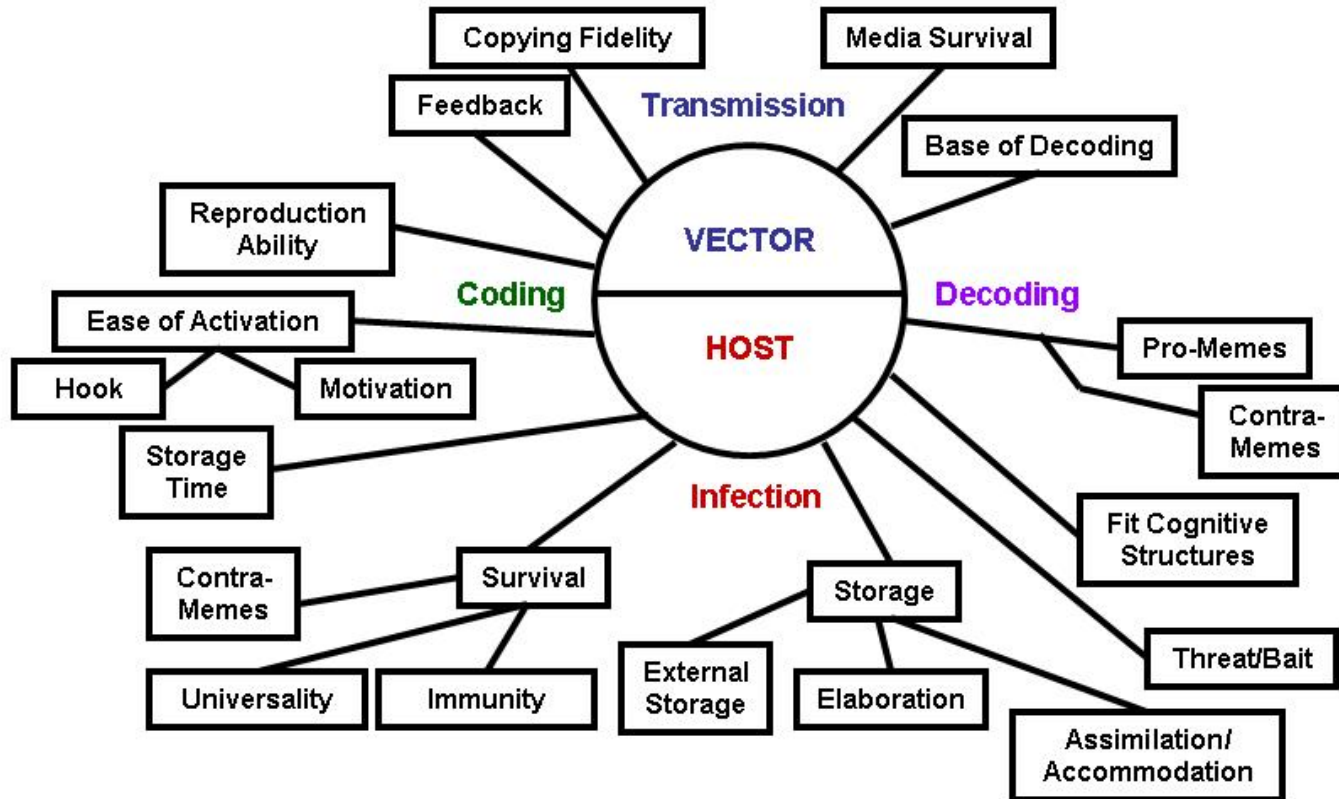 Copying Fidelity
Media Survival
Feedback
Transmission
Base of Decoding
Reproduction
Ability
VECTOR
Coding
Decoding
Ease of Activation
HOST
Pro-Memes
Hook
Motivation
Contra-
Memes
Storage
Time
Infection
Fit Cognitive
Structures
Contra-
Memes
Survival
Storage
Threat/Bait
Universality
Immunity
External
Storage
Elaboration
Assimilation/
Accommodation